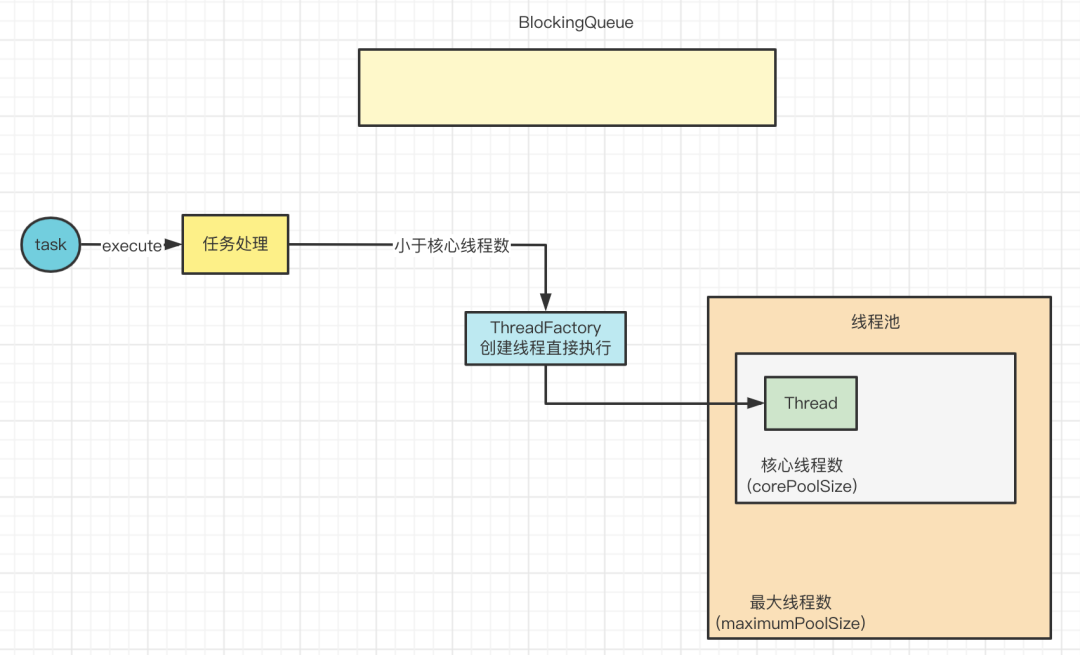 BlockingQueue
task
execute
任务处理
小于核心线程数
ThreadFactory
创建线程直接执行
线程池
Thread
核心线程数
(corePoolSize)
最大线程数
(maximumPoolSize)